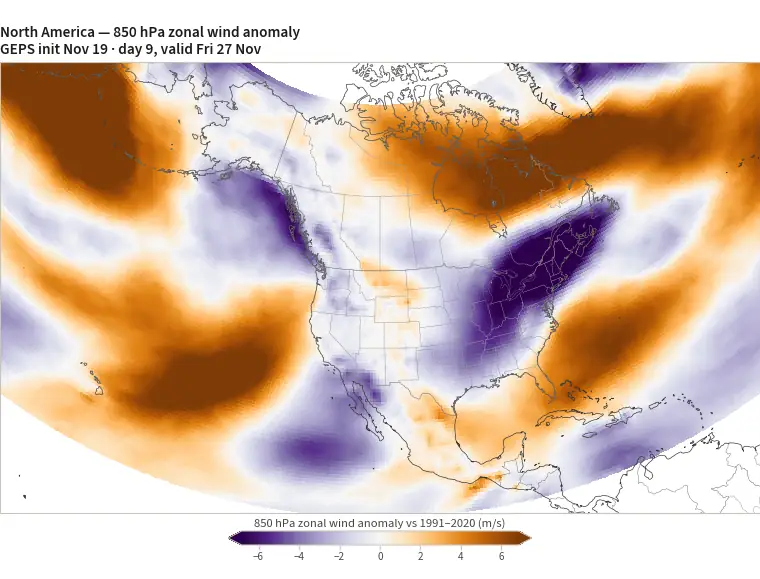 North America — 850 hPa zonal wind anomaly
GEPS init Nov 19 · day 9, valid Fri 27 Nov
850 hPa zonal wind anomaly vs 1991−2020 (m/s)
−6 −4 −2 0 2 4 6